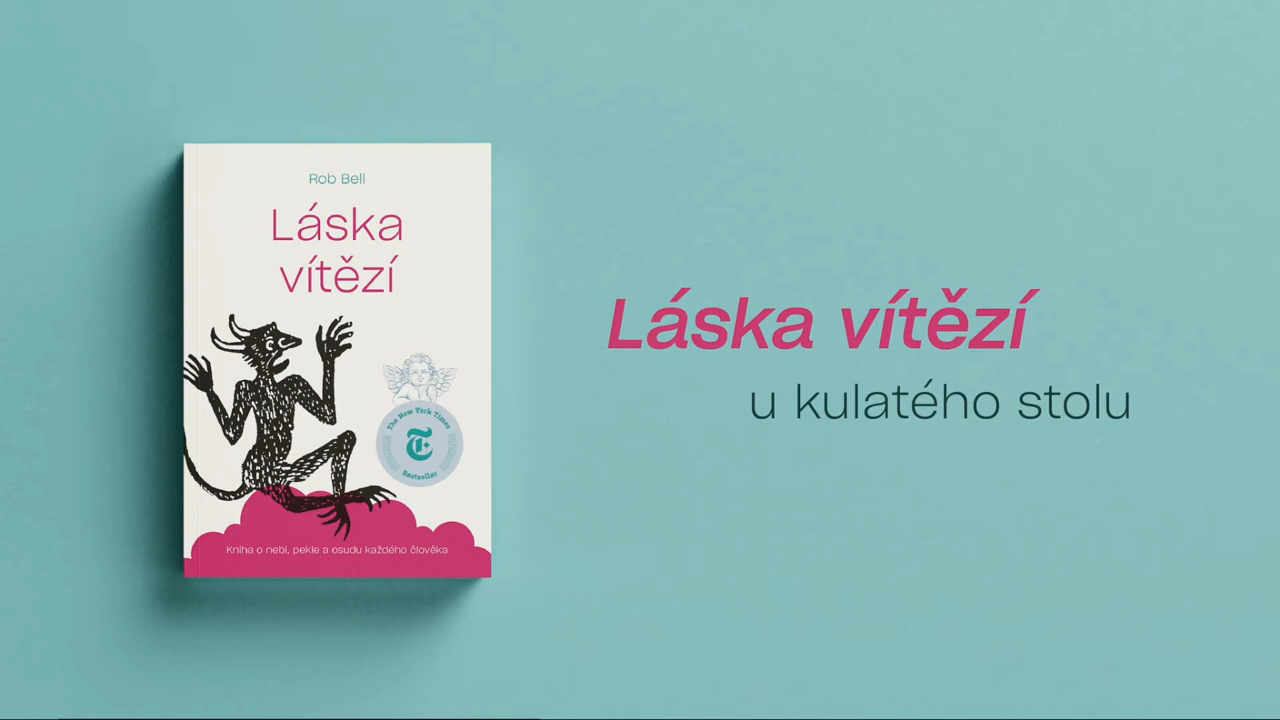 Rob Bell
Láska
vítězí
The New York Times
Bestseller
Kniha o nebi, pekle a osudu každého člověka
Láska vítězí
u kulatého stolu